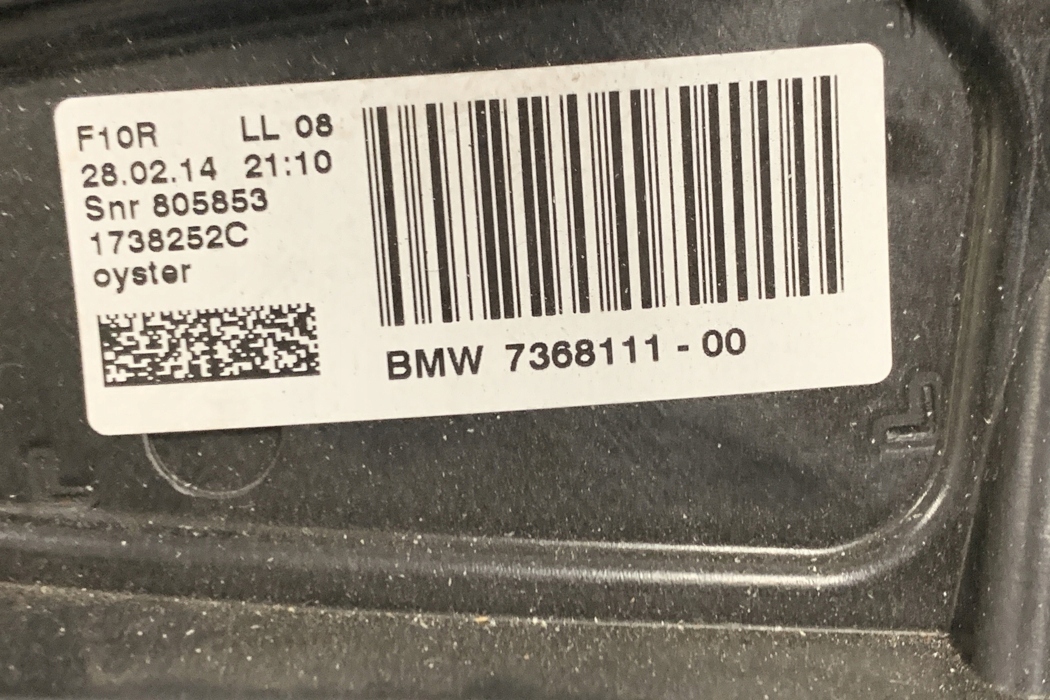 F10R LL 08
28.02.14 21:10
Snr 805853
1738252C
oyster
BMW 7368111 - 00